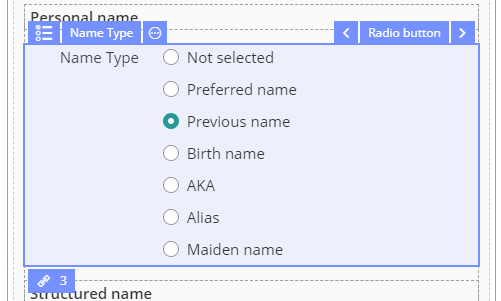 Personal name
Name Type
Radio button
Name Type
Not selected
Preferred name
Previous name
Birth name
AKA
Alias
Maiden name
3
Structured name